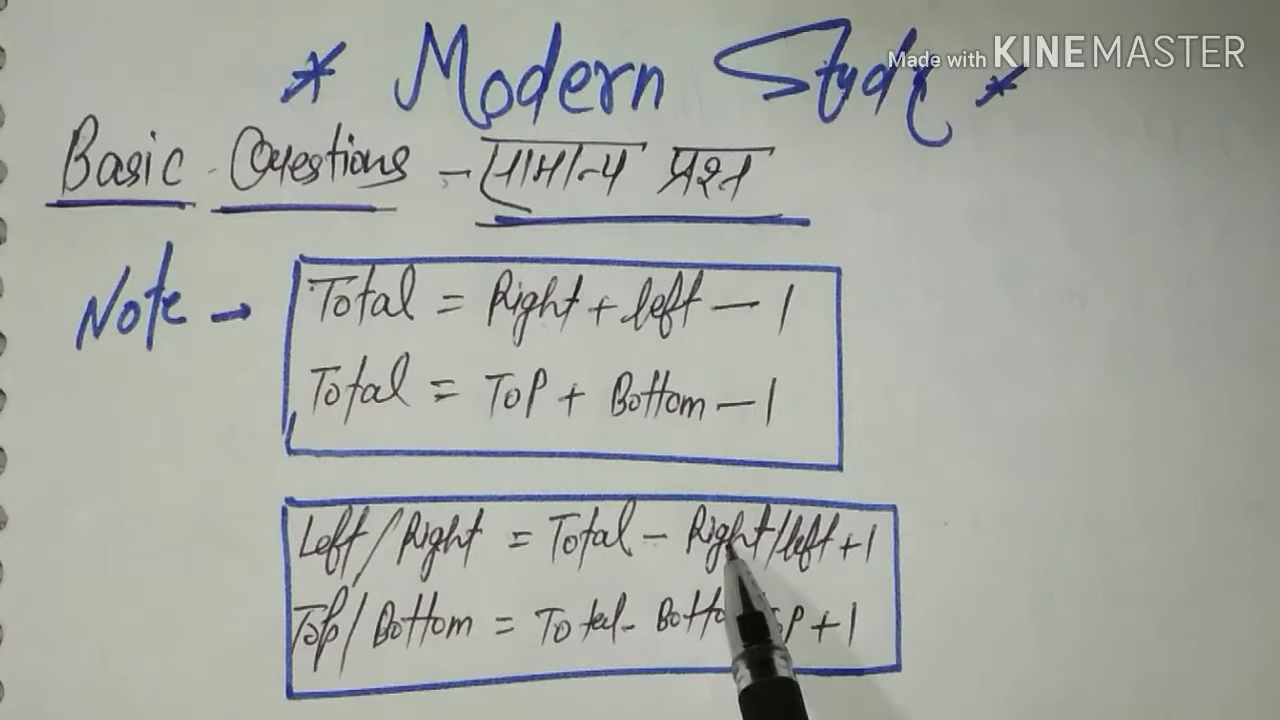 * Modern Study *
Made with KINEMASTER
Basic Questions - सामान्य प्रश्न
Note → Total = Right + left - 1
Total = Top + Bottom - 1
Left/Right = Total - Right/left + 1
Top/Bottom = Total - + 1